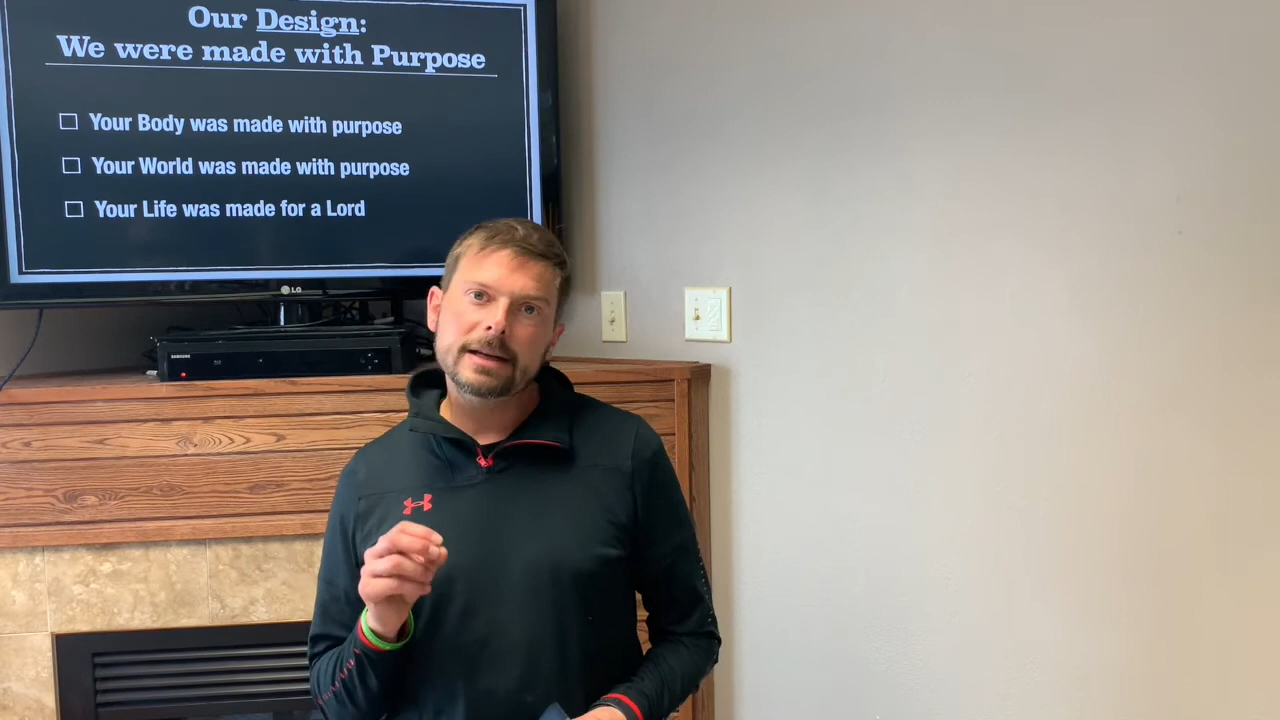 Our Design:
We were made with Purpose
Your Body was made with purpose
Your World was made with purpose
Your Life was made for a Lord
LG
SAMSUNG